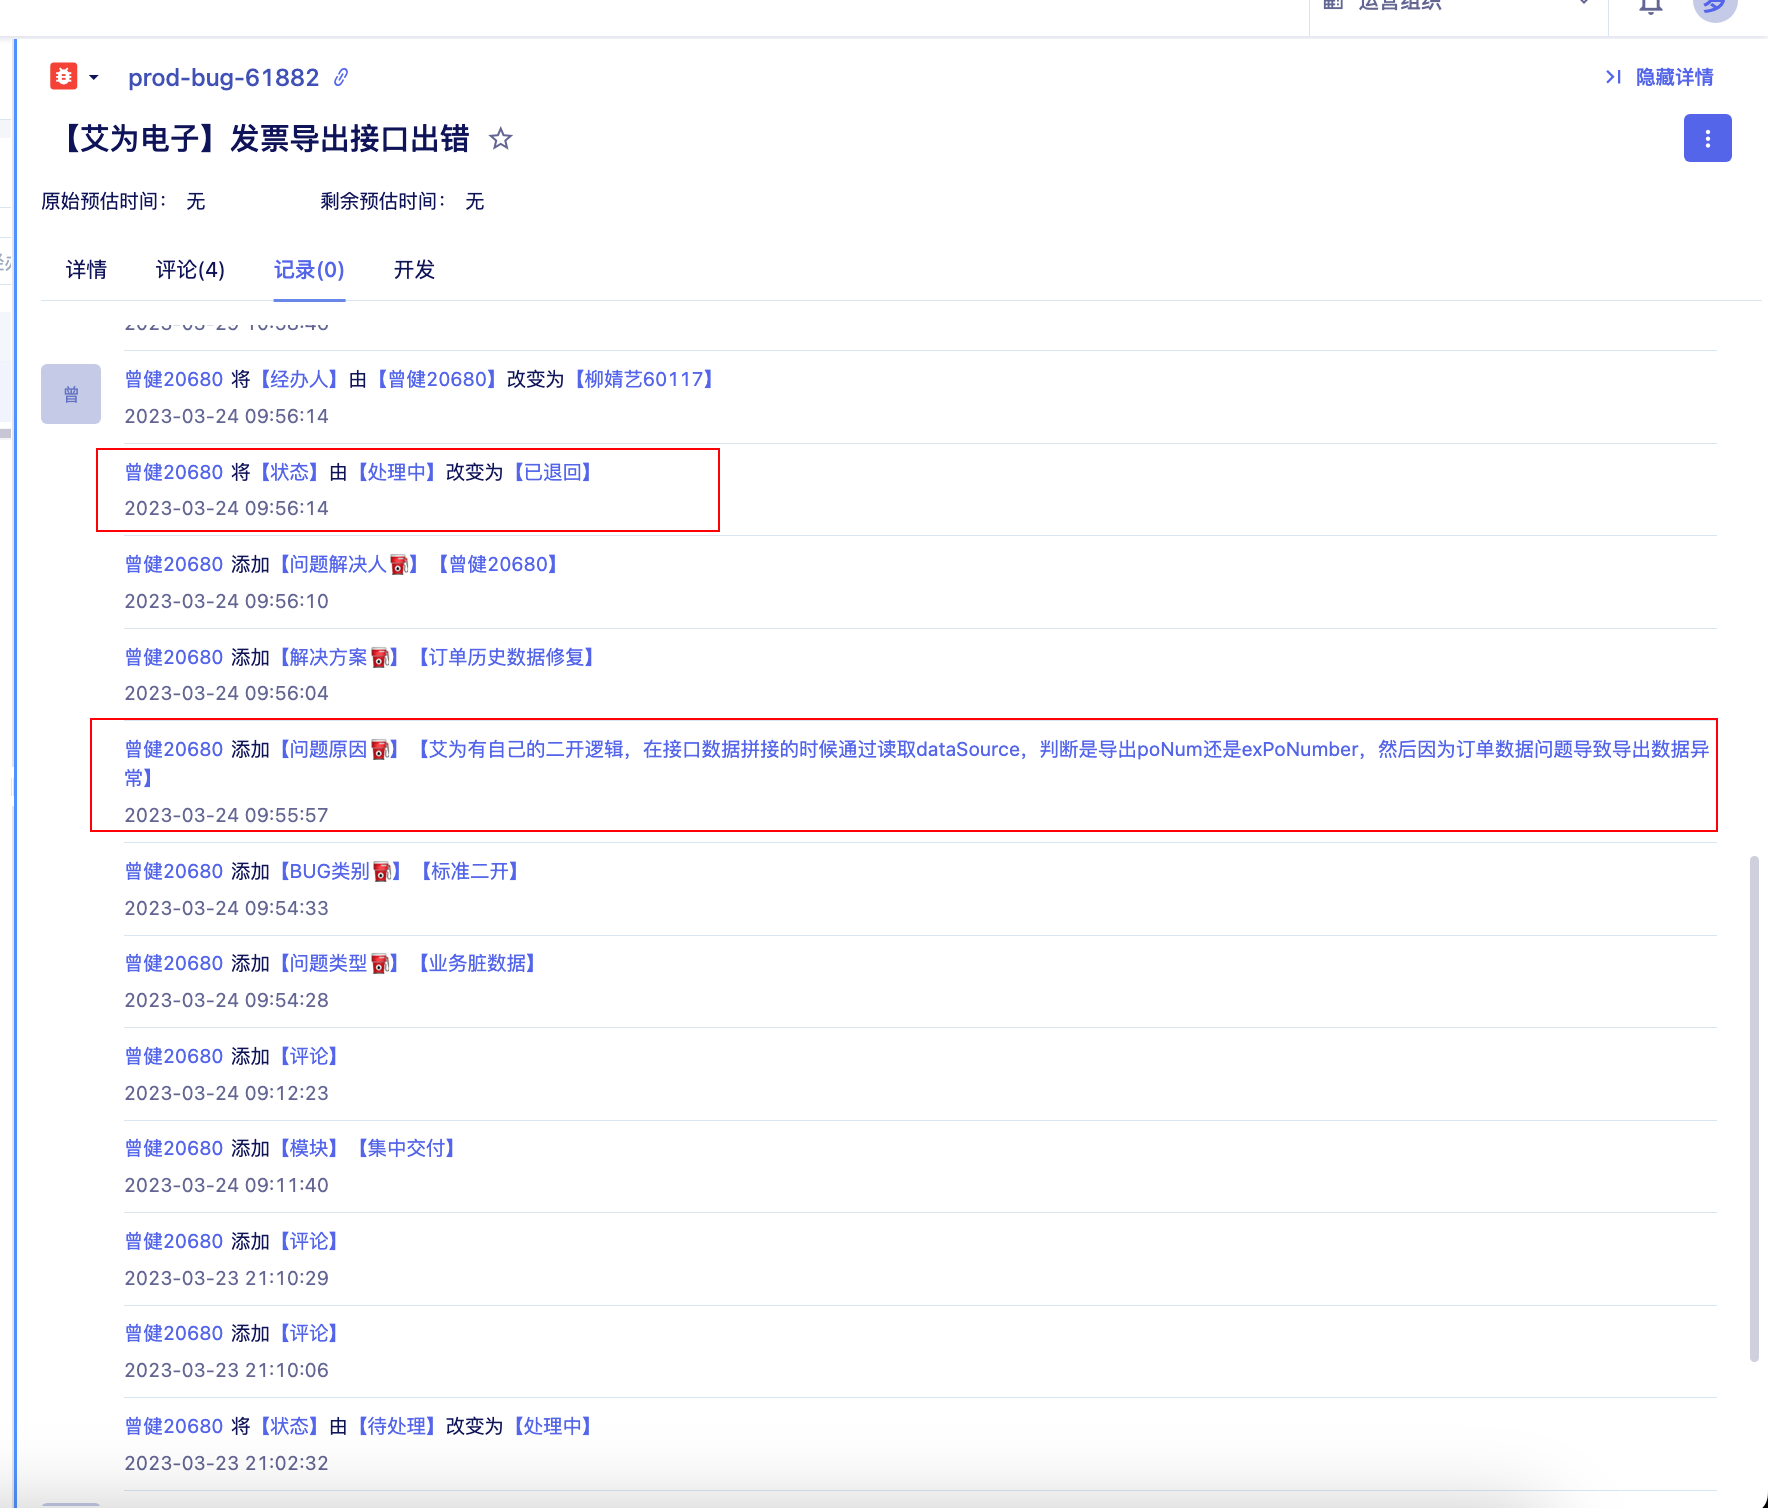 运营组织
prod-bug-61882
隐藏详情
【艾为电子】发票导出接口出错
原始预估时间： 无
剩余预估时间： 无
详情
评论(4)
记录(0)
开发
曾
曾健20680 将【经办人】由【曾健20680】改变为【柳婧艺60117】
2023-03-24 09:56:14
曾健20680 将【状态】由【处理中】改变为【已退回】
2023-03-24 09:56:14
曾健20680 添加【问题解决人】【曾健20680】
2023-03-24 09:56:10
曾健20680 添加【解决方案】【订单历史数据修复】
2023-03-24 09:56:04
曾健20680 添加【问题原因】【艾为有自己的二开逻辑，在接口数据拼接的时候通过读取dataSource，判断是导出poNum还是exPoNumber，然后因为订单数据问题导致导出数据异
常】
2023-03-24 09:55:57
曾健20680 添加【BUG类别】【标准二开】
2023-03-24 09:54:33
曾健20680 添加【问题类型】【业务脏数据】
2023-03-24 09:54:28
曾健20680 添加【评论】
2023-03-24 09:12:23
曾健20680 添加【模块】【集中交付】
2023-03-24 09:11:40
曾健20680 添加【评论】
2023-03-23 21:10:29
曾健20680 添加【评论】
2023-03-23 21:10:06
曾健20680 将【状态】由【待处理】改变为【处理中】
2023-03-23 21:02:32